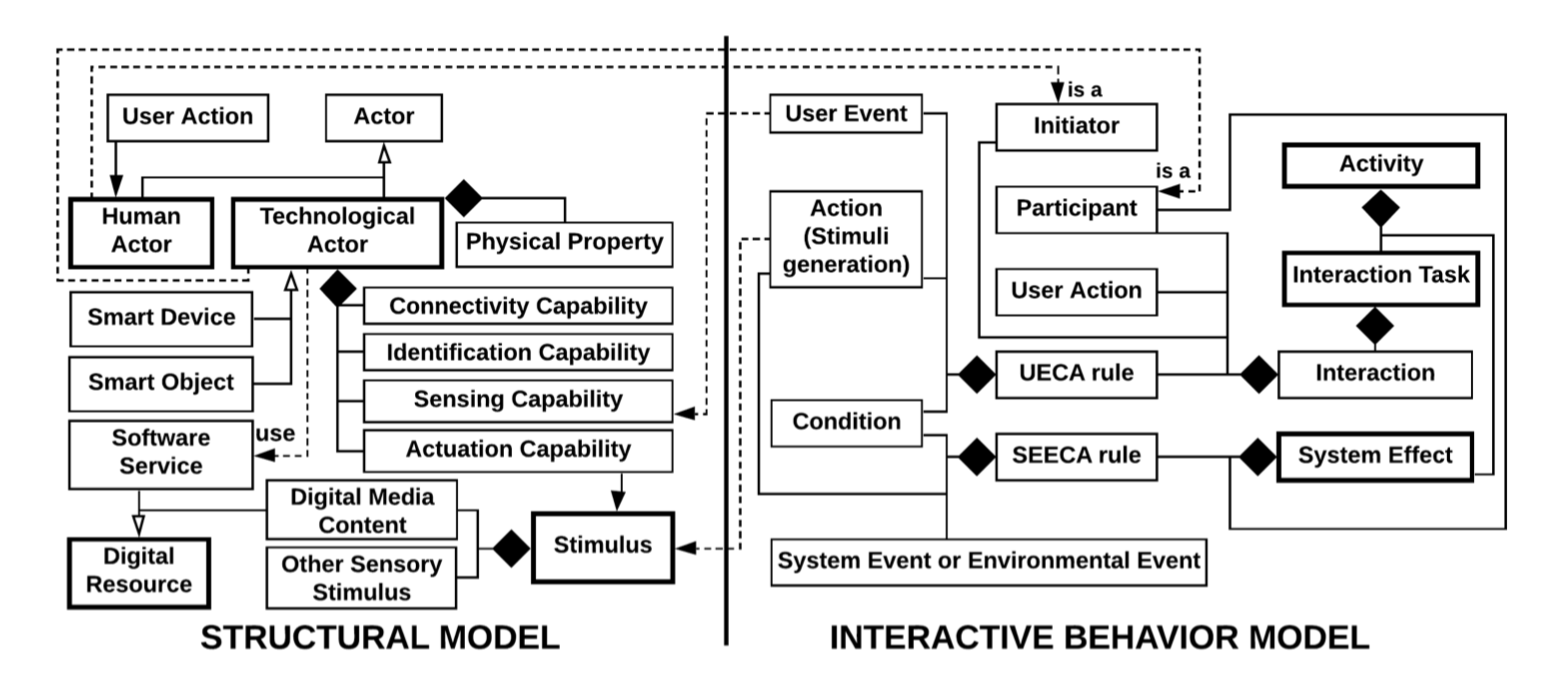 is a
User Action
Actor
User Event
Initiator
Activity
is a
Human
Actor
Technological
Actor
Physical Property
Action
(Stimuli
generation)
Participant
Interaction Task
User Action
Smart Device
Connectivity Capability
Identification Capability
Smart Object
Sensing Capability
Actuation Capability
UECA rule
Interaction
Condition
SEECA rule
System Effect
Software
Service
use
Digital Media
Content
Other Sensory
Stimulus
Stimulus
Digital
Resource
System Event or Environmental Event
STRUCTURAL MODEL
INTERACTIVE BEHAVIOR MODEL